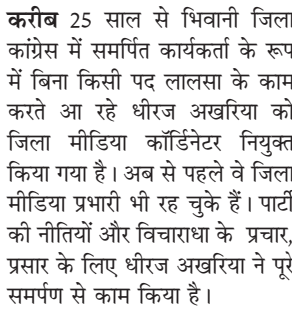 करीब 25 साल से भिवानी जिला
कांग्रेस में समर्पित कार्यकर्ता के रूप
में बिना किसी पद लालसा के काम
करते आ रहे धीरज अखरिया को
जिला मीडिया कॉर्डिनेटर नियुक्त
किया गया है। अब से पहले वे जिला
मीडिया प्रभारी भी रह चुके हैं। पार्टी
की नीतियों और विचाराधा के प्रचार,
प्रसार के लिए धीरज अखरिया ने पूरे
समर्पण से काम किया है।